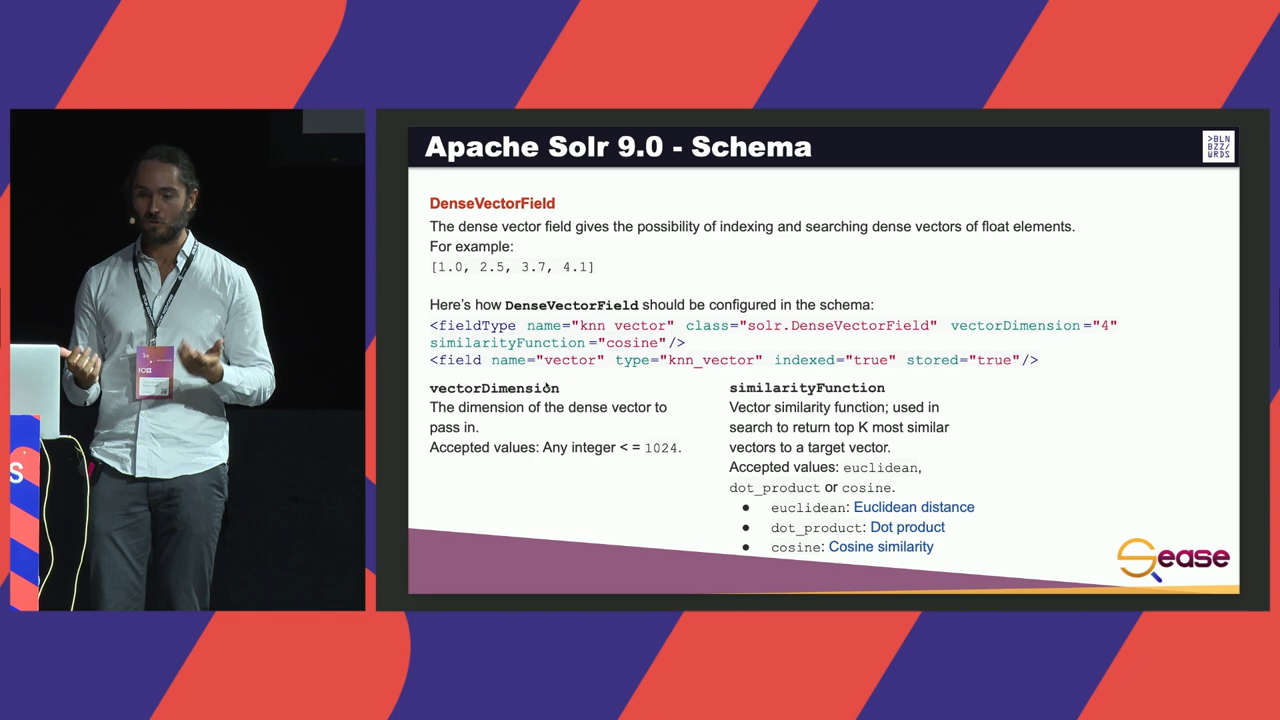 Apache Solr 9.0 - Schema
>BLN
BZZ/
WRDS
DenseVectorField
The dense vector field gives the possibility of indexing and searching dense vectors of float elements.
For example:
[1.0, 2.5, 3.7, 4.1]
Here's how DenseVectorField should be configured in the schema:
<fieldType name="knn_vector" class="solr.DenseVectorField" vectorDimension="4"
similarityFunction="cosine"/>
<field name="vector" type="knn_vector" indexed="true" stored="true"/>
vectorDimension
The dimension of the dense vector to
pass in.
Accepted values: Any integer < = 1024.
similarityFunction
Vector similarity function; used in
search to return top K most similar
vectors to a target vector.
Accepted values: euclidean,
dot_product or cosine.
● euclidean: Euclidean distance
● dot_product: Dot product
● cosine: Cosine similarity
Sease
FOSS
S